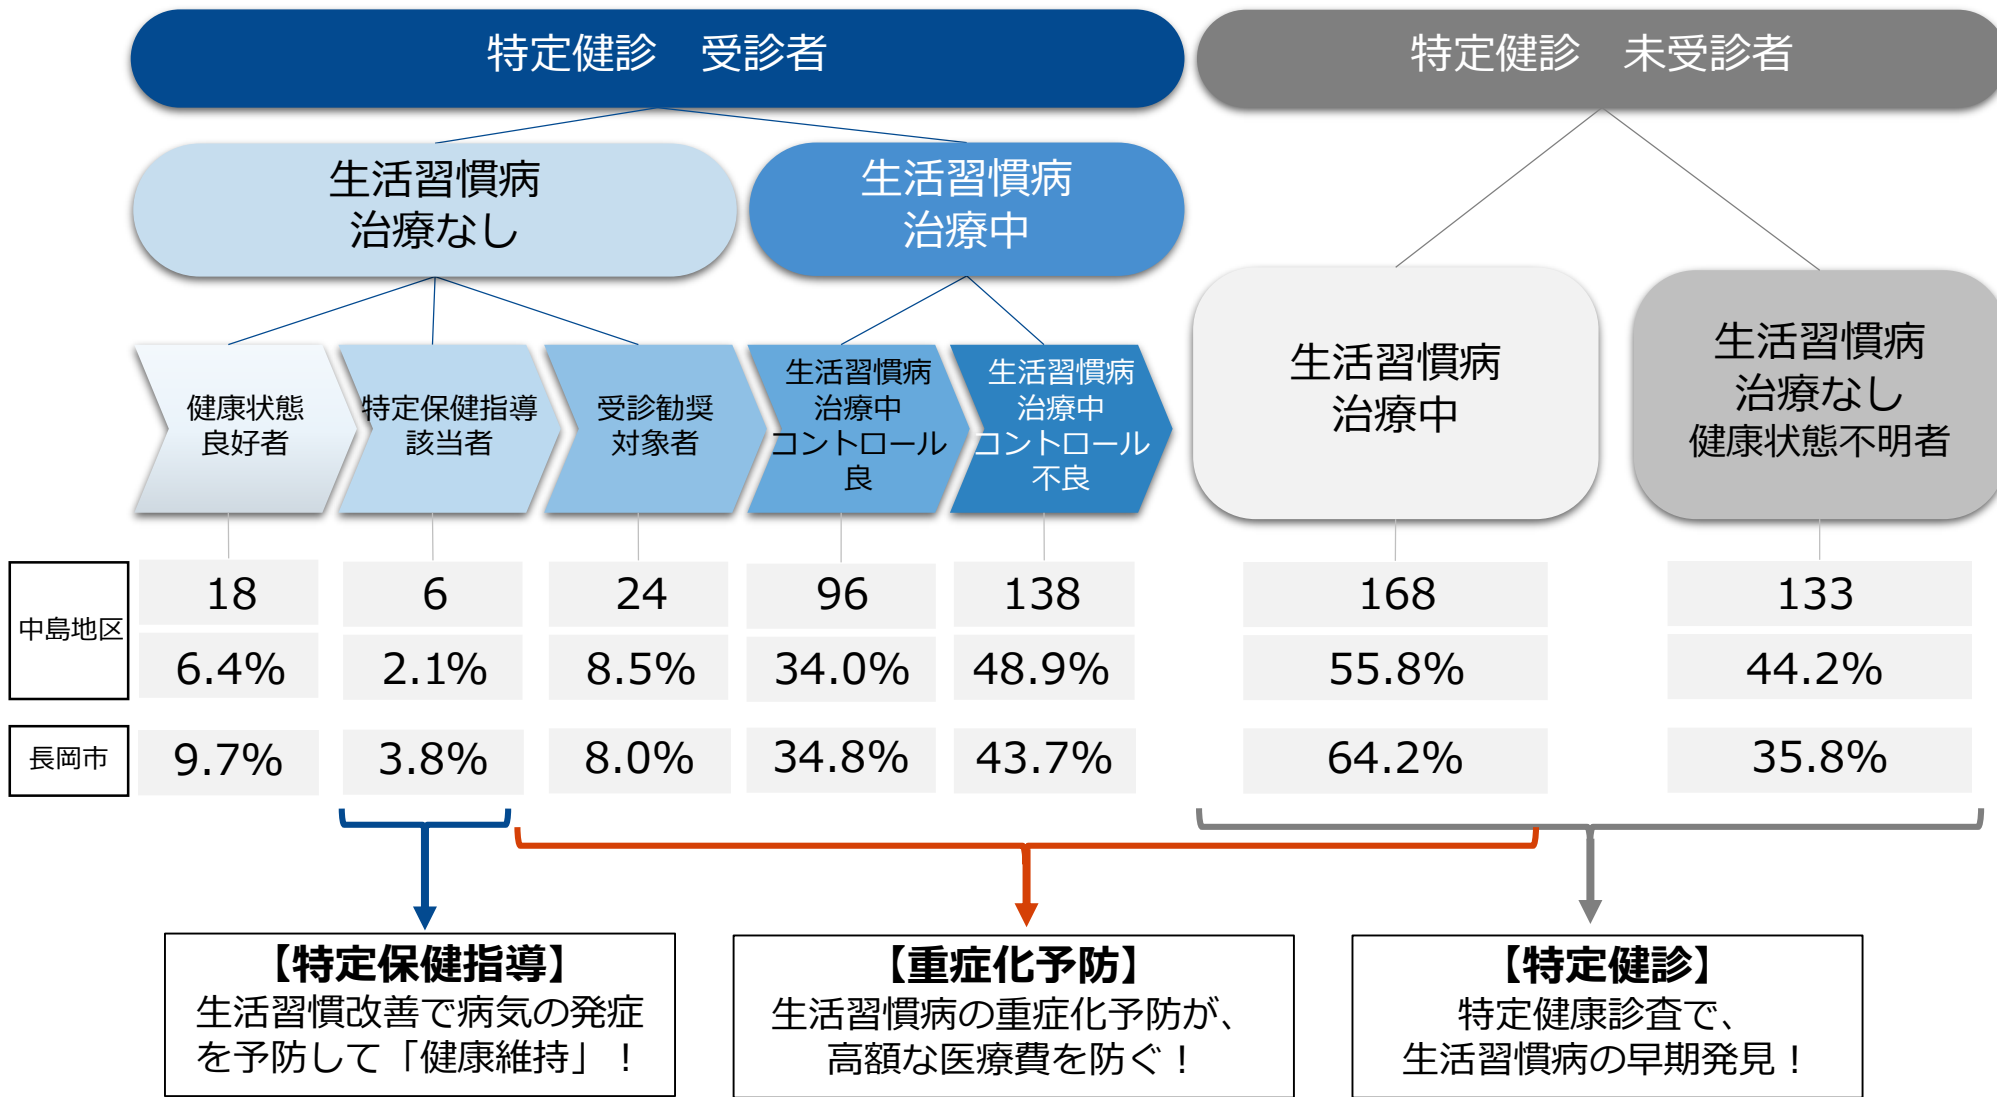 特定健診　受診者
特定健診　未受診者
生活習慣病
治療なし
生活習慣病
治療中
生活習慣病
治療中
生活習慣病
治療なし
健康状態不明者
健康状態
良好者
特定保健指導
該当者
受診勧奨
対象者
生活習慣病
治療中
コントロール
良
生活習慣病
治療中
コントロール
不良
中島地区
18 6 24 96 138 168 133
6.4% 2.1% 8.5% 34.0% 48.9% 55.8% 44.2%
長岡市
9.7% 3.8% 8.0% 34.8% 43.7% 64.2% 35.8%
【特定保健指導】
生活習慣改善で病気の発症
を予防して「健康維持」！
【重症化予防】
生活習慣病の重症化予防が、
高額な医療費を防ぐ！
【特定健診】
特定健康診査で、
生活習慣病の早期発見！